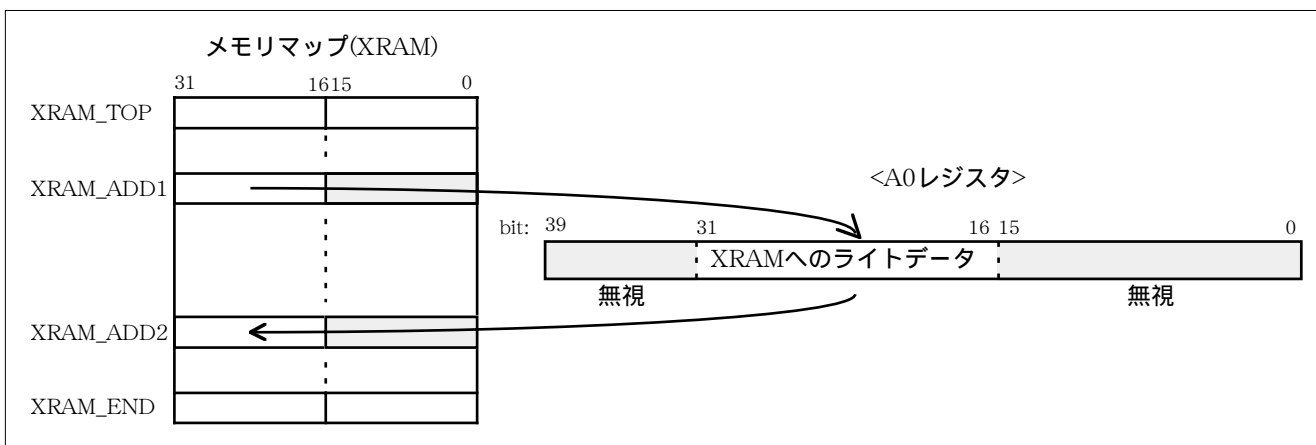 メモリマップ(XRAM)
31 1615 0
XRAM_TOP
XRAM_ADD1
<A0レジスタ>
bit: 39 31 16 15 0
XRAMへのライトデータ
無視 無視
XRAM_ADD2
XRAM_END